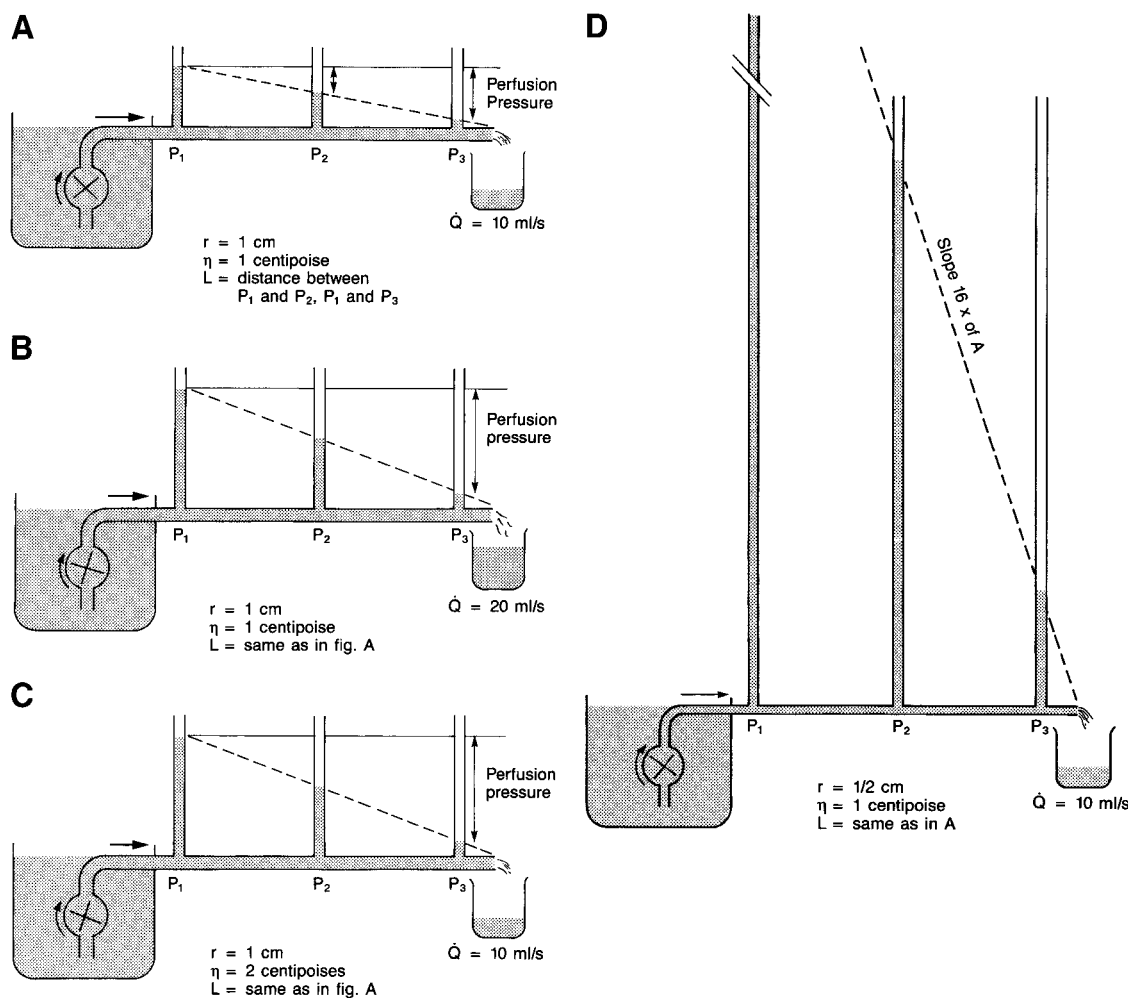 A
Perfusion
Pressure
P₁
P₂
P₃
Q̇ = 10 ml/s
r = 1 cm
η = 1 centipoise
L = distance between
P₁ and P₂, P₁ and P₃
B
Perfusion
pressure
P₁
P₂
P₃
Q̇ = 20 ml/s
r = 1 cm
η = 1 centipoise
L = same as in fig. A
C
Perfusion
pressure
P₁
P₂
P₃
Q̇ = 10 ml/s
r = 1 cm
η = 2 centipoises
L = same as in fig. A
D
Slope 16 x of A
P₁
P₂
P₃
r = 1/2 cm
η = 1 centipoise
L = same as in A
Q̇ = 10 ml/s